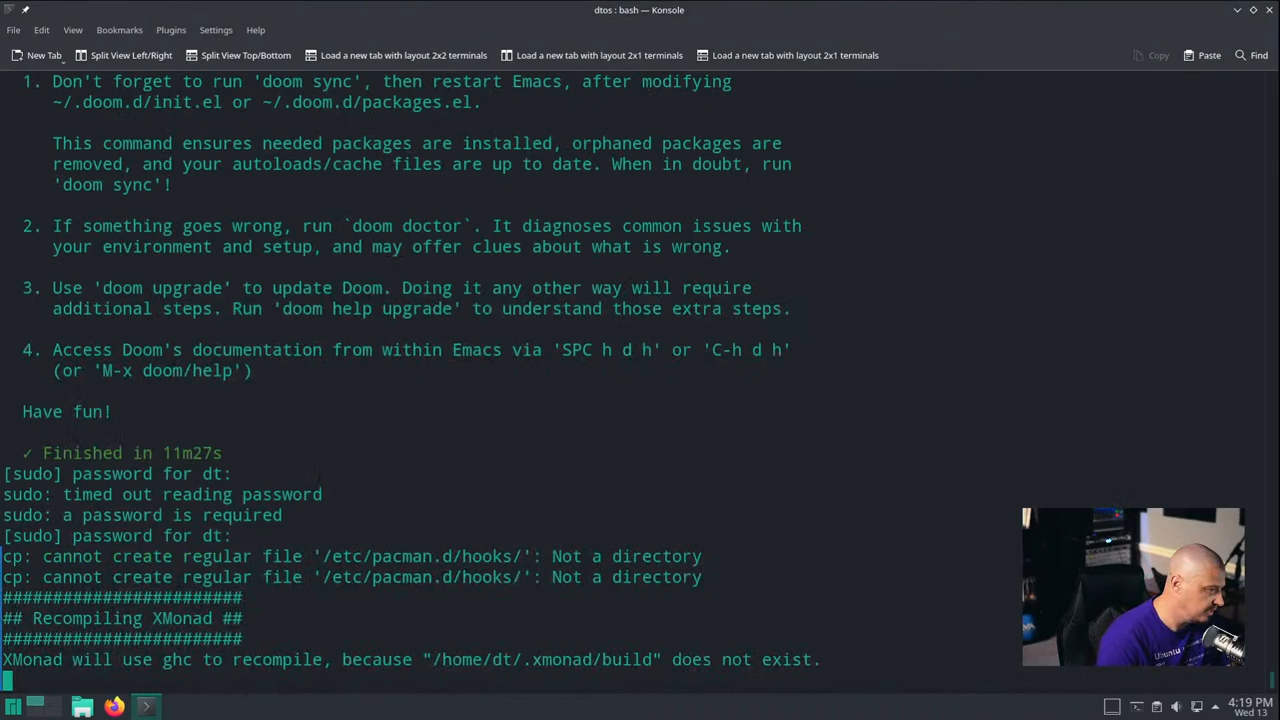 dtos : bash — Konsole
File Edit View Bookmarks Plugins Settings Help
New Tab Split View Left/Right Split View Top/Bottom Load a new tab with layout 2x2 terminals Load a new tab with layout 2x1 terminals Load a new tab with layout 2x1 terminals Copy Paste Find
1. Don't forget to run 'doom sync', then restart Emacs, after modifying
~/.doom.d/init.el or ~/.doom.d/packages.el.
This command ensures needed packages are installed, orphaned packages are
removed, and your autoloads/cache files are up to date. When in doubt, run
'doom sync'!
2. If something goes wrong, run `doom doctor`. It diagnoses common issues with
your environment and setup, and may offer clues about what is wrong.
3. Use 'doom upgrade' to update Doom. Doing it any other way will require
additional steps. Run 'doom help upgrade' to understand those extra steps.
4. Access Doom's documentation from within Emacs via 'SPC h d h' or 'C-h d h'
(or 'M-x doom/help')
Have fun!
✓ Finished in 11m27s
[sudo] password for dt:
sudo: timed out reading password
sudo: a password is required
[sudo] password for dt:
cp: cannot create regular file '/etc/pacman.d/hooks/': Not a directory
cp: cannot create regular file '/etc/pacman.d/hooks/': Not a directory
########################
## Recompiling XMonad ##
########################
XMonad will use ghc to recompile, because "/home/dt/.xmonad/build" does not exist.
Ubuntu
4:19 PM
Wed 13